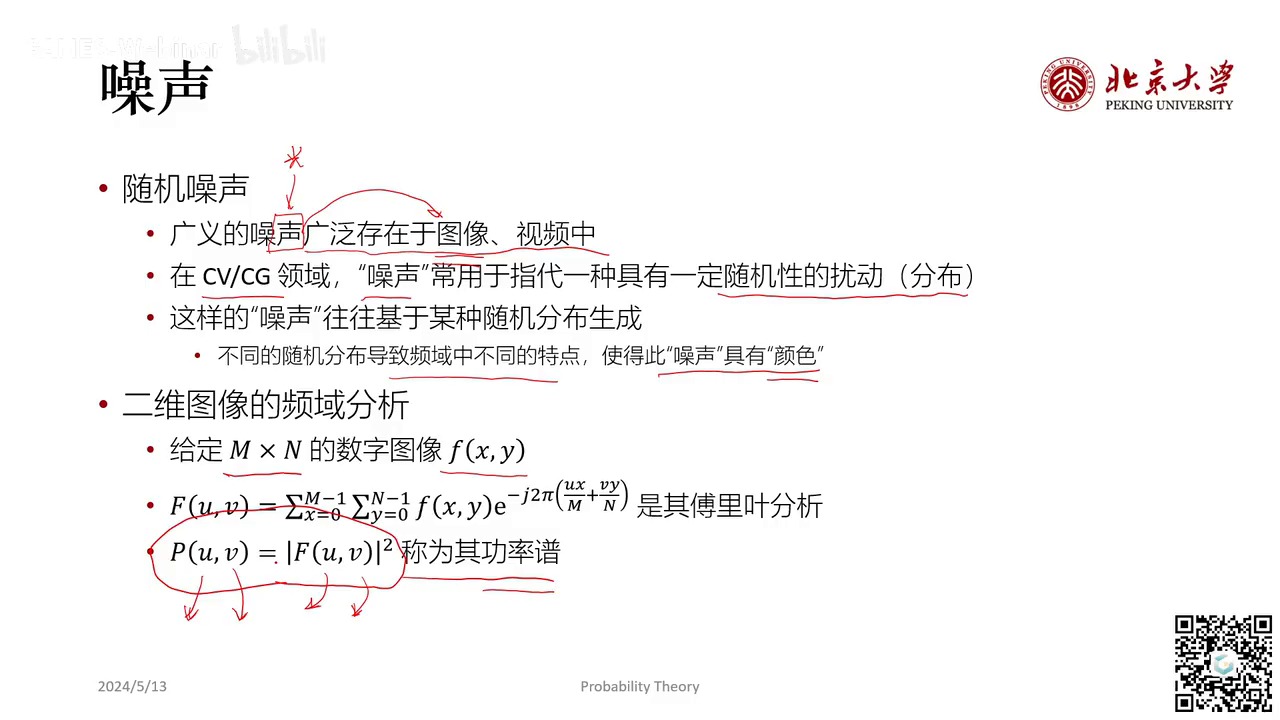 bilibili
噪声
北京大学
PEKING UNIVERSITY
• 随机噪声
• 广义的噪声广泛存在于图像、视频中
• 在 CV/CG 领域，“噪声”常用于指代一种具有一定随机性的扰动（分布）
• 这样的“噪声”往往基于某种随机分布生成
• 不同的随机分布导致频域中不同的特点，使得此“噪声”具有“颜色”
• 二维图像的频域分析
• 给定 M × N 的数字图像 f(x, y)
• F(u, v) = ∑_{x=0}^{M−1} ∑_{y=0}^{N−1} f(x, y)e^{−j2π(ux/M+vy/N)} 是其傅里叶分析
• P(u, v) = |F(u, v)|² 称为其功率谱
2024/5/13
Probability Theory